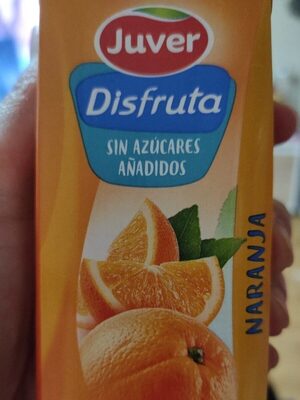 Juver
Disfruta
SIN AZÚCARES
AÑADIDOS
NARANJA